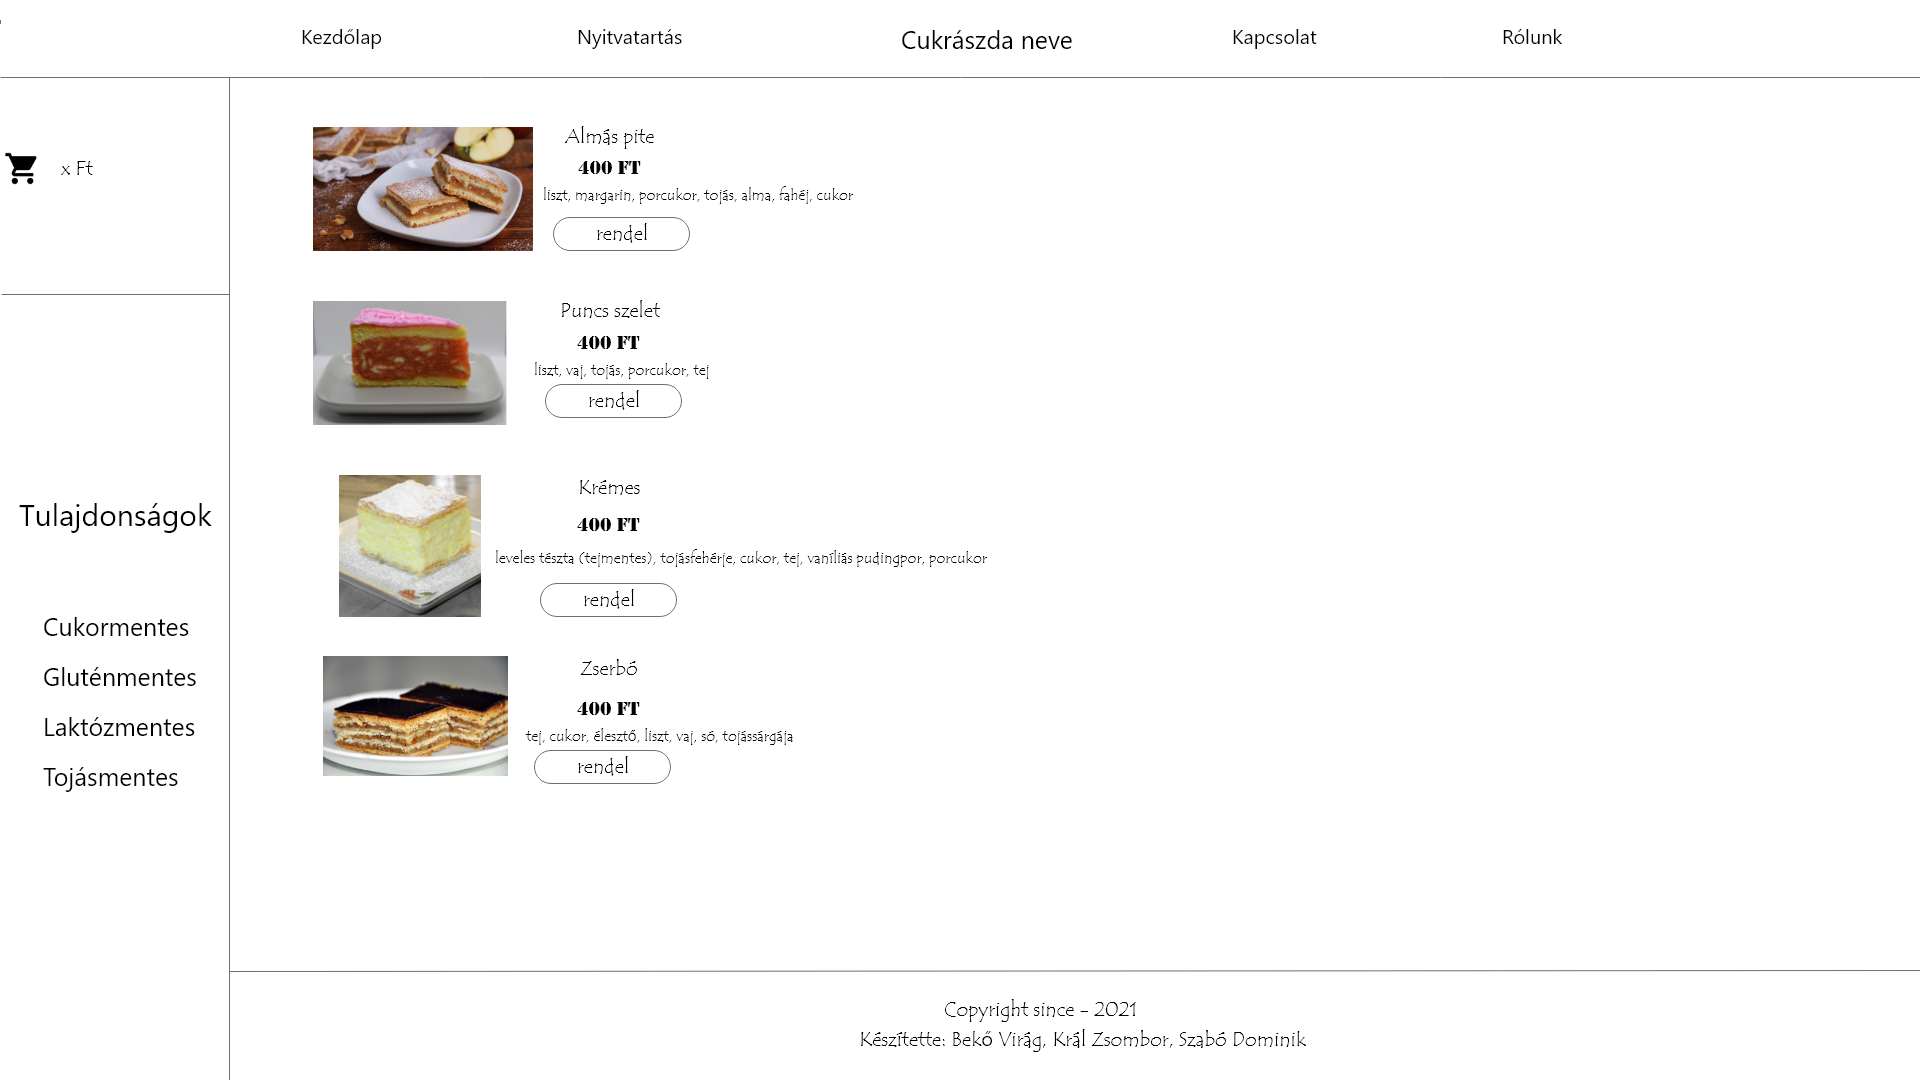 Kezdőlap
Nyitvatartás
Cukrászda neve
Kapcsolat
Rólunk
x Ft
Tulajdonságok
Cukormentes
Gluténmentes
Laktózmentes
Tojásmentes
Almás pite
400 FT
liszt, margarin, porcukor, tojás, alma, fahéj, cukor
rendel
Puncs szelet
400 FT
liszt, vaj, tojás, porcukor, tej
rendel
Krémes
400 FT
leveles tészta (tejmentes), tojásfehérje, cukor, tej, vaníliás pudingpor, porcukor
rendel
Zserbó
400 FT
tej, cukor, élesztő, liszt, vaj, só, tojássárgája
rendel
Copyright since - 2021
Készítette: Bekő Virág, Král Zsombor, Szabó Dominik